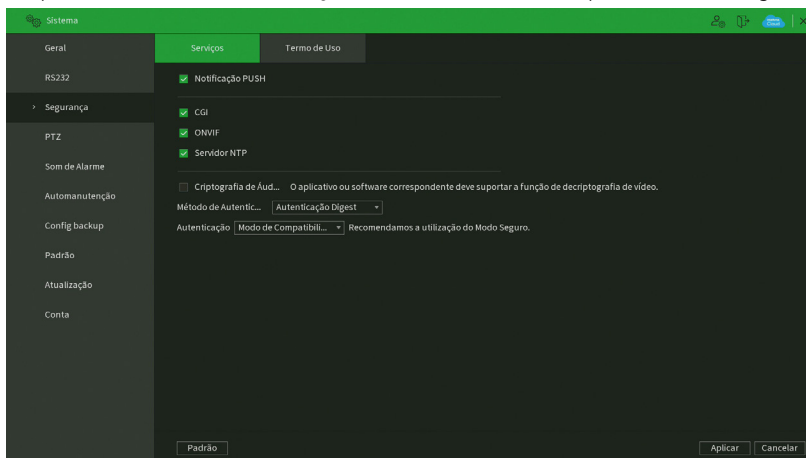 Sistema
Geral
RS232
Segurança
PTZ
Som de Alarme
Automanutenção
Config backup
Padrão
Atualização
Conta
Serviços Termo de Uso
Notificação PUSH
CGI
ONVIF
Servidor NTP
Criptografia de Áud... O aplicativo ou software correspondente deve suportar a função de decriptografia de vídeo.
Método de Autentic... Autenticação Digest
Autenticação Modo de Compatibili... Recomendamos a utilização do Modo Seguro.
Padrão Aplicar Cancelar